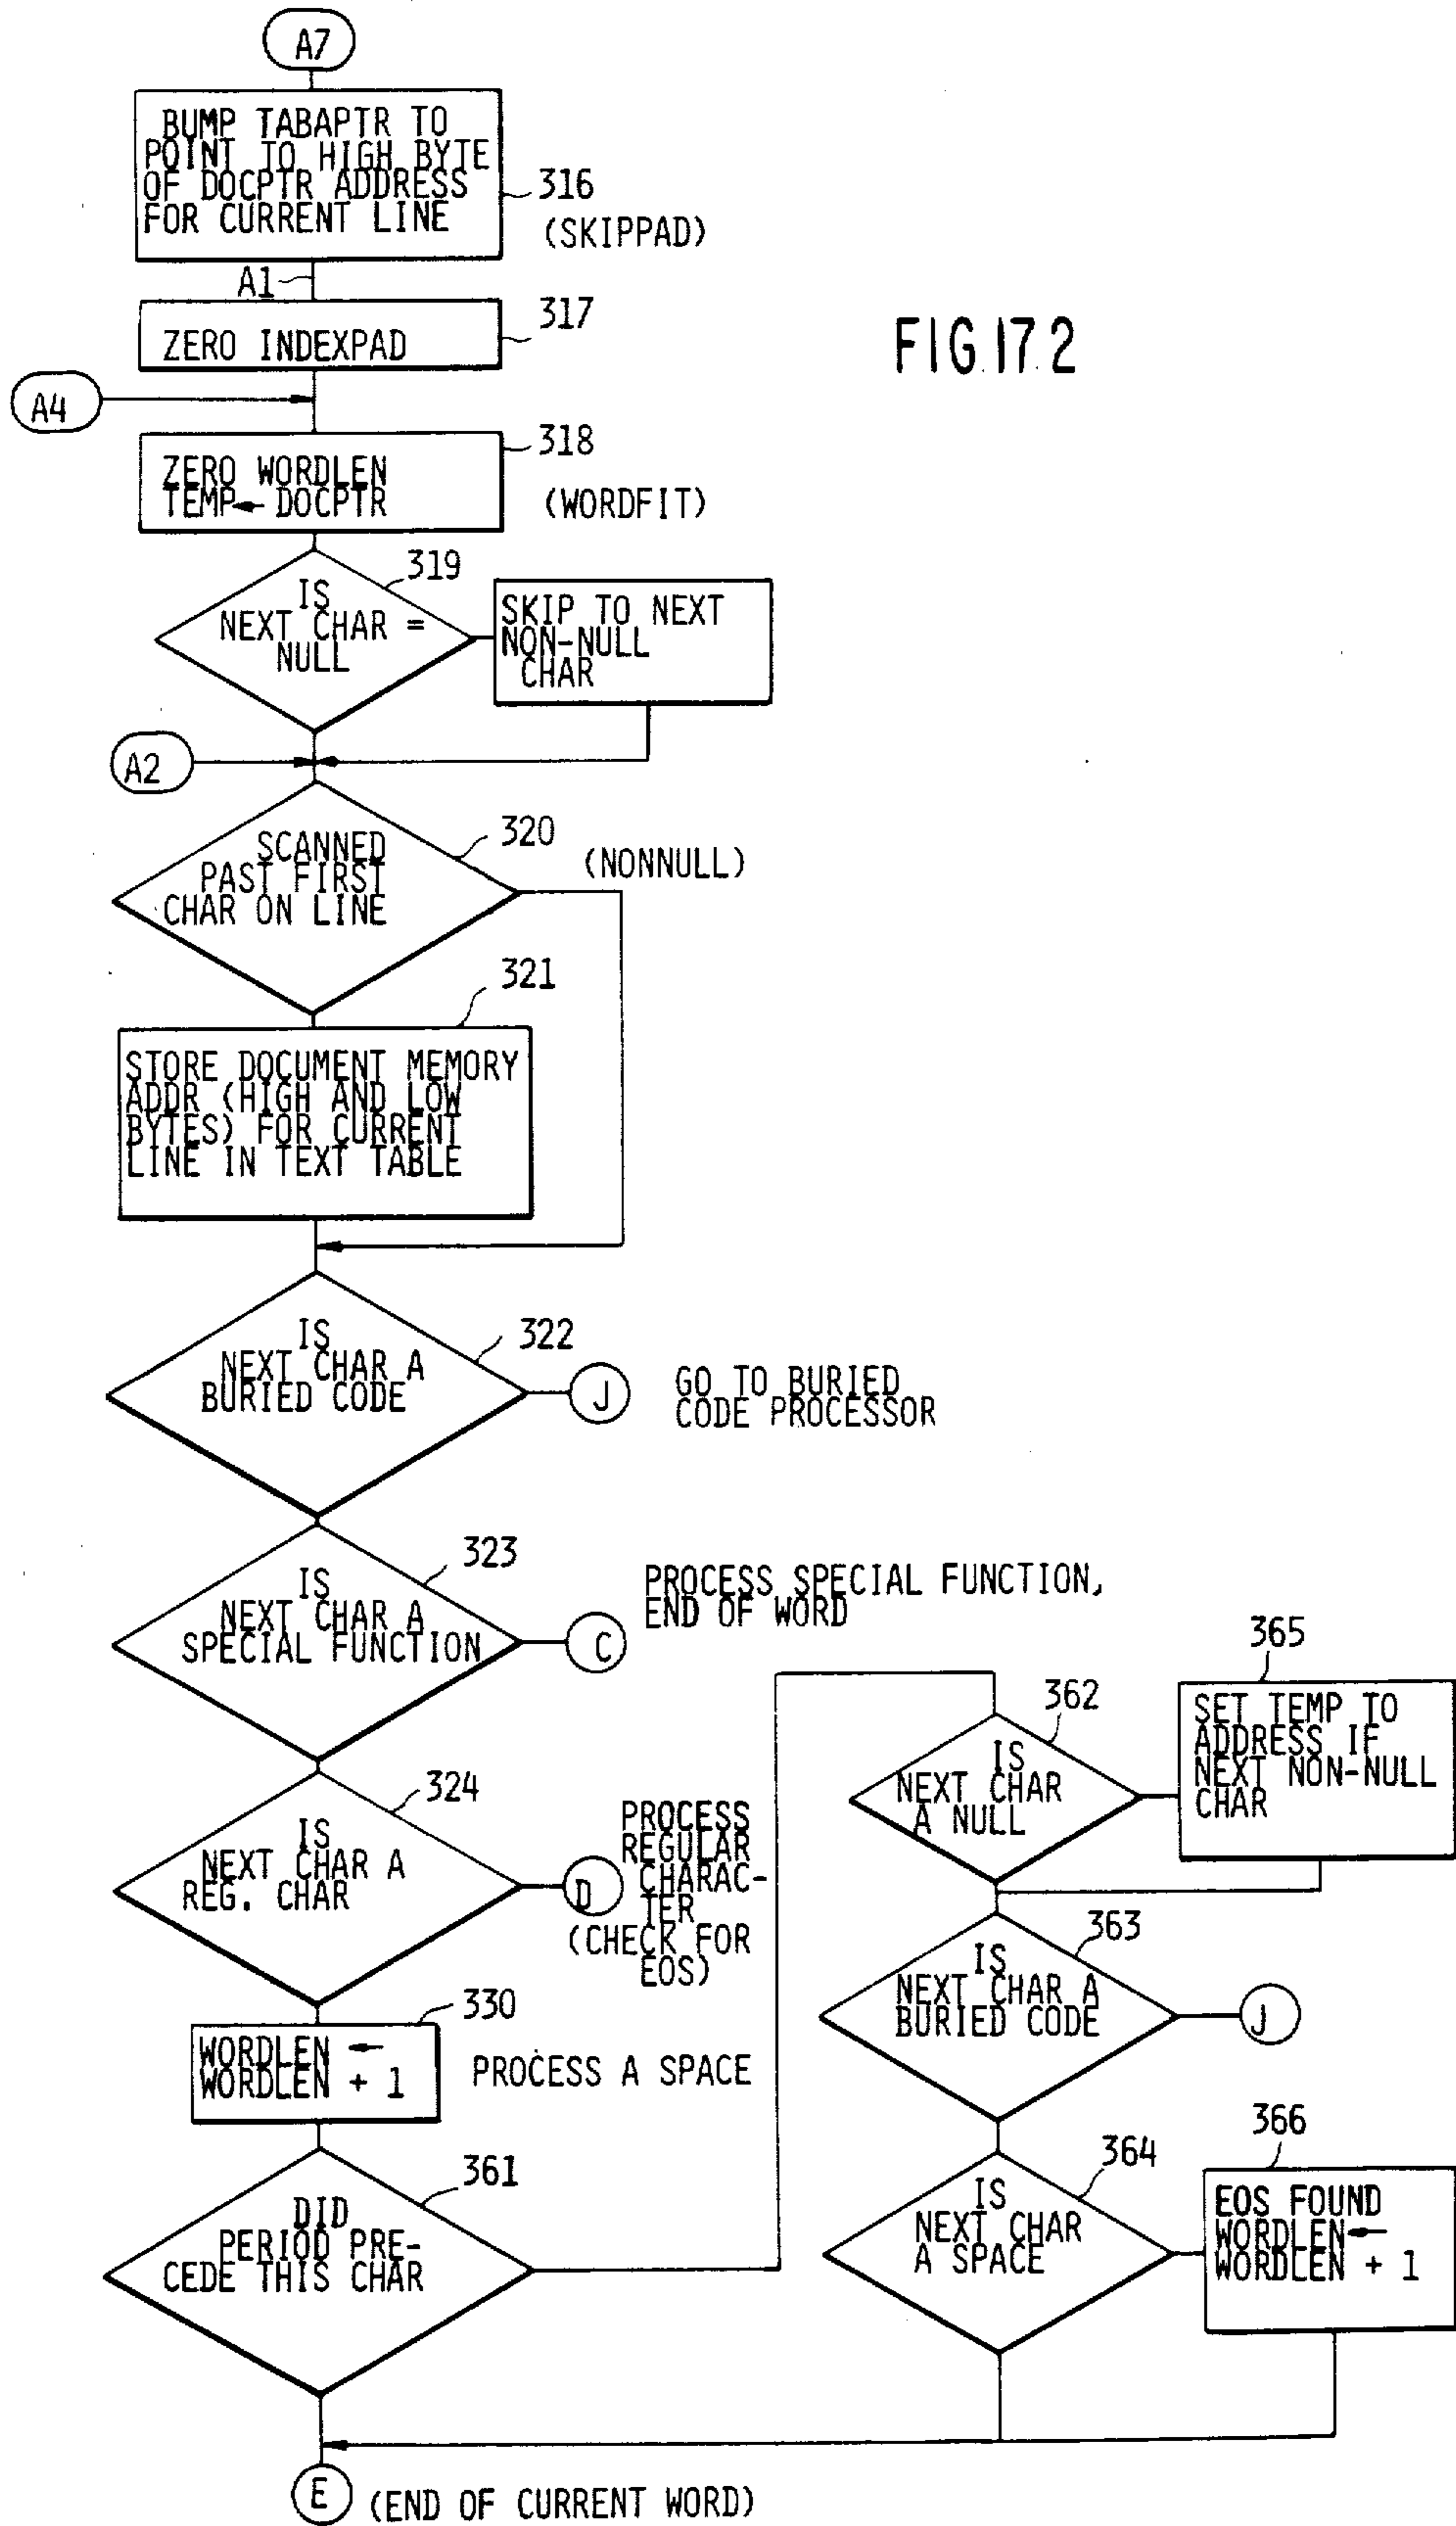 A7
BUMP TABAPTR TO
POINT TO HIGH BYTE
OF DOCPTR ADDRESS
FOR CURRENT LINE
316
(SKIPPAD)
A1
317
ZERO INDEXPAD
FIG.17.2
A4
318
ZERO WORDLEN
TEMP← DOCPTR
(WORDFIT)
319
IS
NEXT CHAR =
NULL
SKIP TO NEXT
NON-NULL
CHAR
A2
320
(NONNULL)
SCANNED
PAST FIRST
CHAR ON LINE
321
STORE DOCUMENT MEMORY
ADDR (HIGH AND LOW
BYTES) FOR CURRENT
LINE IN TEXT TABLE
322
IS
NEXT CHAR A
BURIED CODE
J
GO TO BURIED
CODE PROCESSOR
323
IS
NEXT CHAR A
SPECIAL FUNCTION
C
PROCESS SPECIAL FUNCTION,
END OF WORD
324
IS
NEXT CHAR A
REG. CHAR
D
PROCESS
REGULAR
CHARAC-
TER
(CHECK FOR
EOS)
330
WORDLEN ←
WORDLEN + 1
PROCESS A SPACE
361
DID
PERIOD PRE-
CEDE THIS CHAR
362
IS
NEXT CHAR
A NULL
365
SET TEMP TO
ADDRESS IF
NEXT NON-NULL
CHAR
363
IS
NEXT CHAR A
BURIED CODE
J
364
IS
NEXT CHAR
A SPACE
366
EOS FOUND
WORDLEN←
WORDLEN + 1
E
(END OF CURRENT WORD)